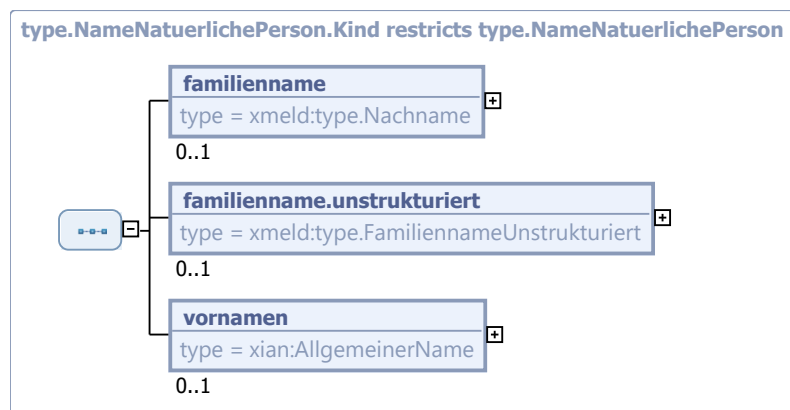 type.NameNatuerlichePerson.Kind restricts type.NameNatuerlichePerson
familienname
type = xmeld:type.Nachname
0..1
familienname.unstrukturiert
type = xmeld:type.FamiliennameUnstrukturiert
0..1
vornamen
type = xian:AllgemeinerName
0..1